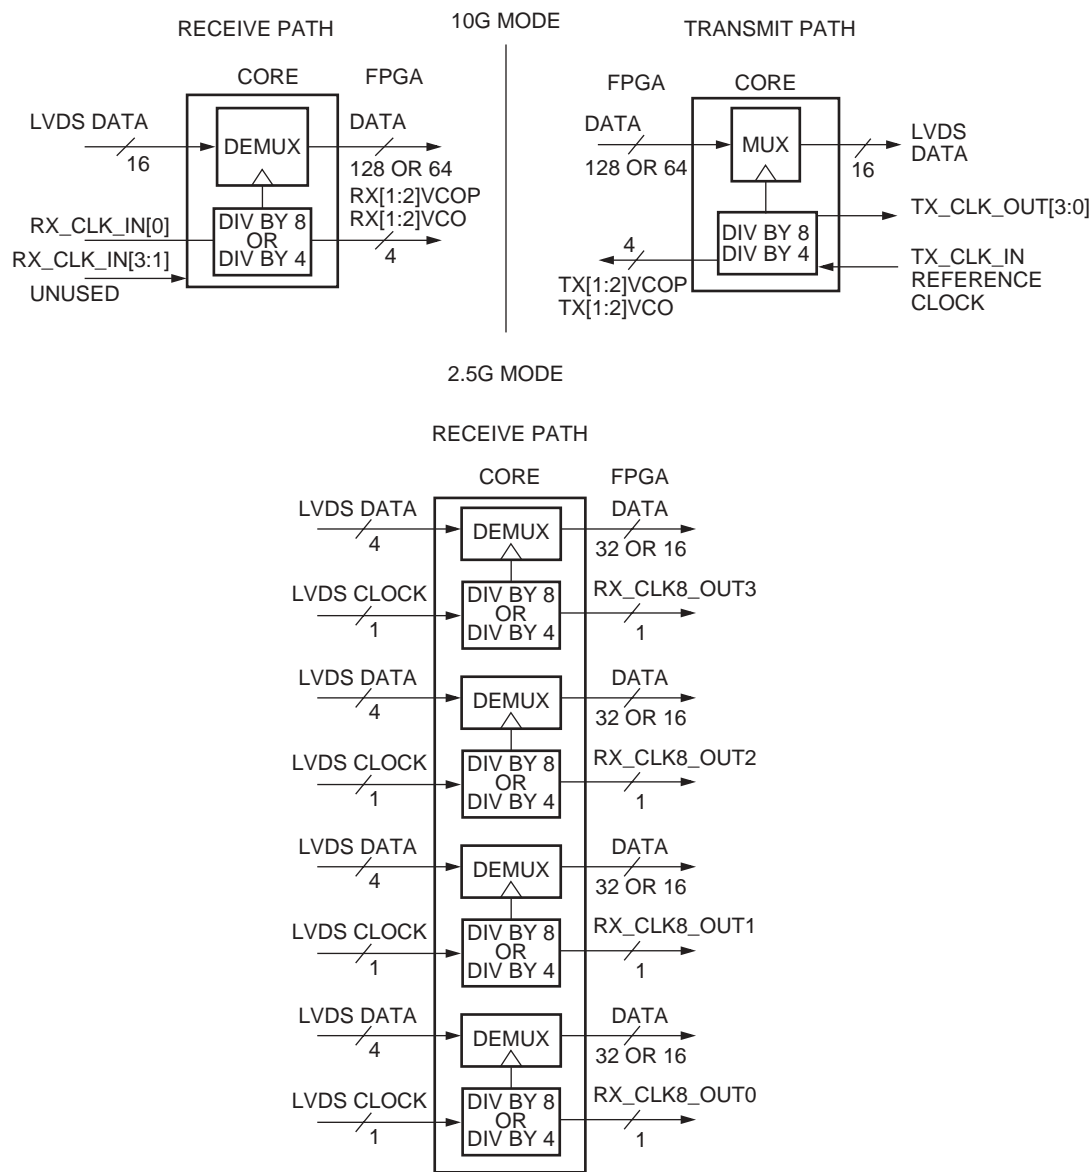 10G MODE
RECEIVE PATH
CORE
FPGA
LVDS DATA
16
DEMUX
DATA
128 OR 64
RX[1:2]VCOP
RX[1:2]VCO
4
RX_CLK_IN[0]
RX_CLK_IN[3:1]
UNUSED
DIV BY 8
OR
DIV BY 4
TRANSMIT PATH
FPGA
CORE
DATA
128 OR 64
MUX
16
LVDS
DATA
DIV BY 8
DIV BY 4
4
TX[1:2]VCOP
TX[1:2]VCO
TX_CLK_OUT[3:0]
TX_CLK_IN
REFERENCE
CLOCK
2.5G MODE
RECEIVE PATH
CORE
FPGA
LVDS DATA
4
DEMUX
DATA
32 OR 16
LVDS CLOCK
1
DIV BY 8
OR
DIV BY 4
RX_CLK8_OUT3
1
LVDS DATA
4
DEMUX
DATA
32 OR 16
LVDS CLOCK
1
DIV BY 8
OR
DIV BY 4
RX_CLK8_OUT2
1
LVDS DATA
4
DEMUX
DATA
32 OR 16
LVDS CLOCK
1
DIV BY 8
OR
DIV BY 4
RX_CLK8_OUT1
1
LVDS DATA
4
DEMUX
DATA
32 OR 16
LVDS CLOCK
1
DIV BY 8
OR
DIV BY 4
RX_CLK8_OUT0
1